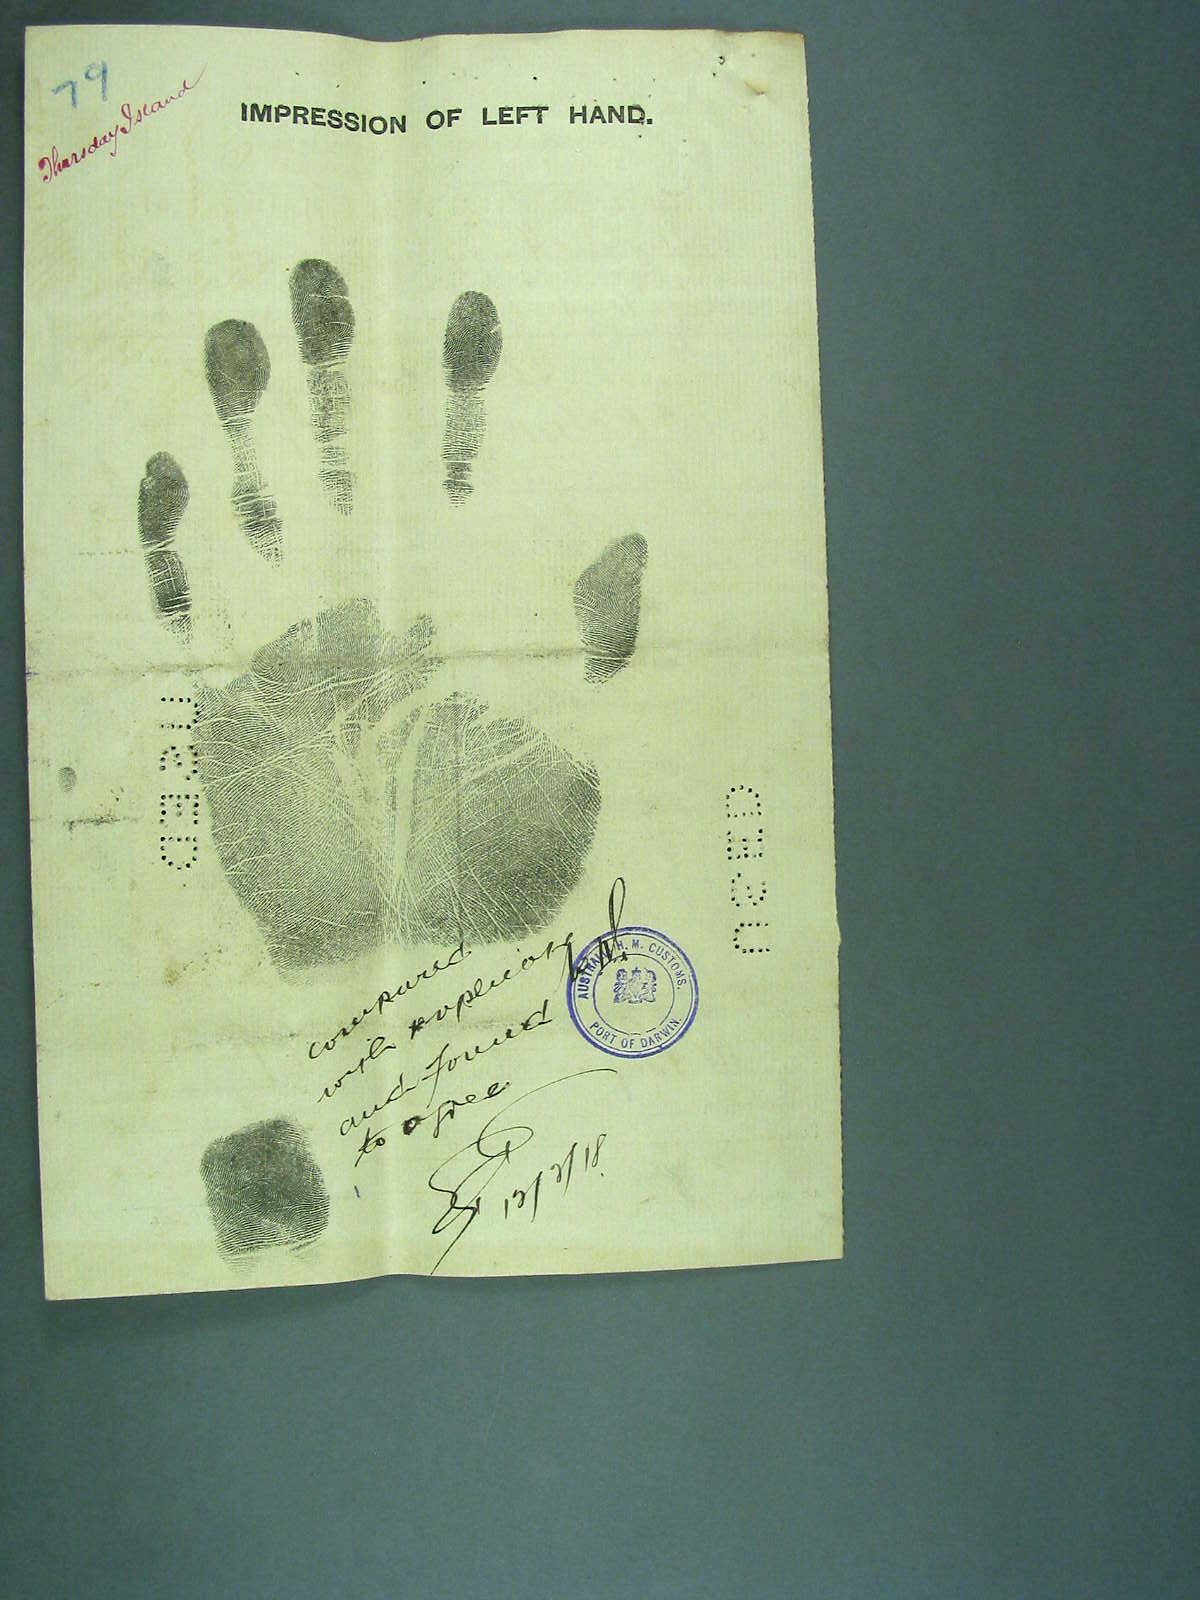 79
Thursday Island
IMPRESSION OF LEFT HAND.
USED
USED
compared
with duplicate
and found
to agree
AUSTRALIA H. M. CUSTOMS.
PORT OF DARWIN.
13/3/18.